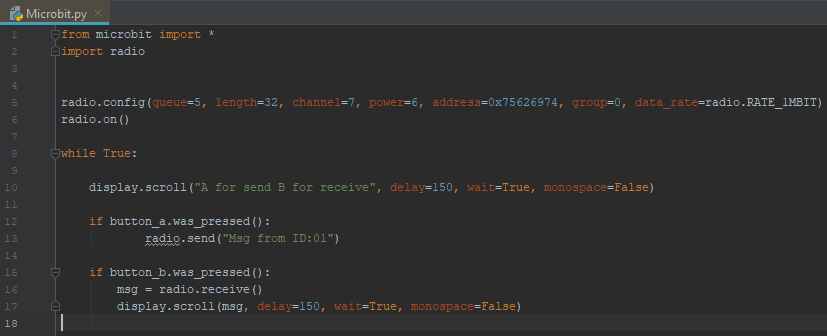 Microbit.py
1 from microbit import *
2 import radio
3
4
5 radio.config(queue=5, length=32, channel=7, power=6, address=0x75626974, group=0, data_rate=radio.RATE_1MBIT)
6 radio.on()
7
8 while True:
9
10     display.scroll("A for send B for receive", delay=150, wait=True, monospace=False)
11
12     if button_a.was_pressed():
13             radio.send("Msg from ID:01")
14
15     if button_b.was_pressed():
16         msg = radio.receive()
17         display.scroll(msg, delay=150, wait=True, monospace=False)
18